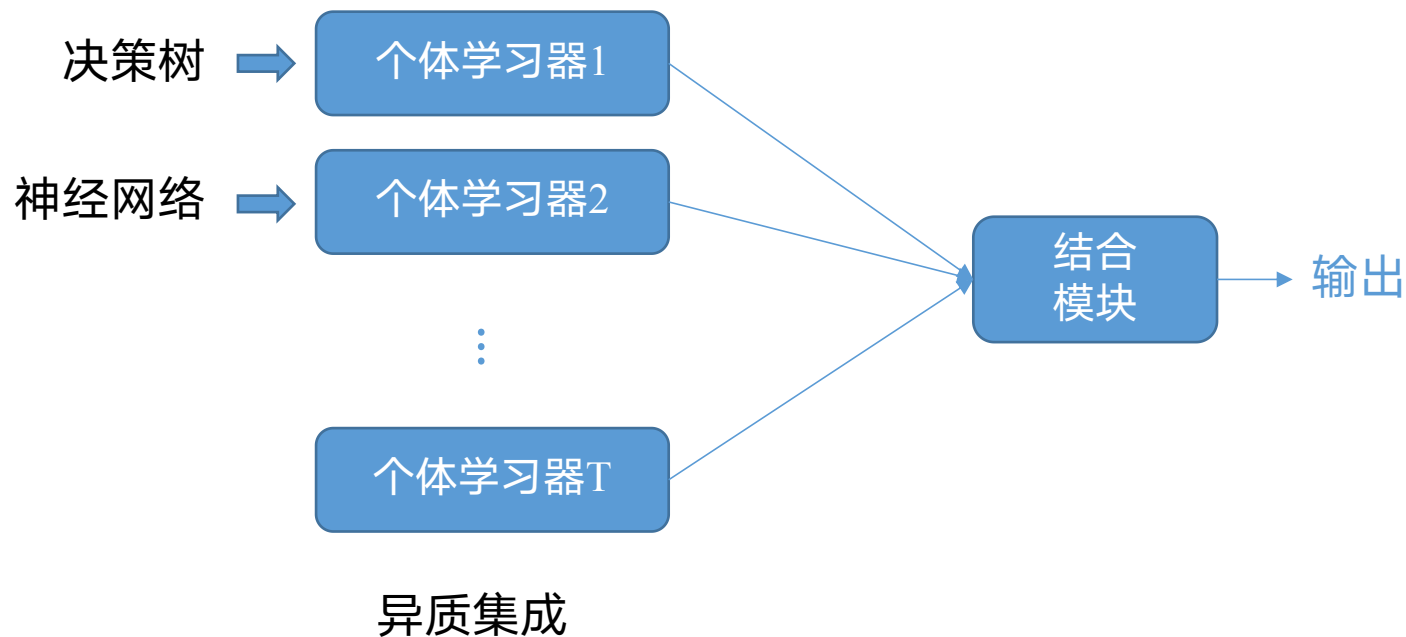 决策树
个体学习器1
神经网络
个体学习器2
结合
模块
输出
个体学习器T
异质集成